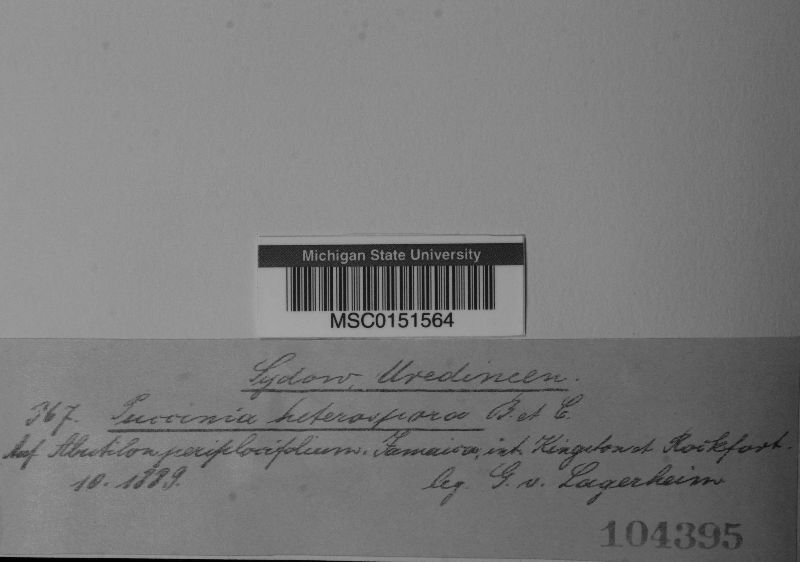 Michigan State University
MSC0151564
Sydow, Uredineen.
367. Puccinia heterospora B. et C.
Auf Abutilon periplocifolium. Jamaica, int. Kingston et Rockfort.
10. 1889.
leg. G. v. Lagerheim
104395